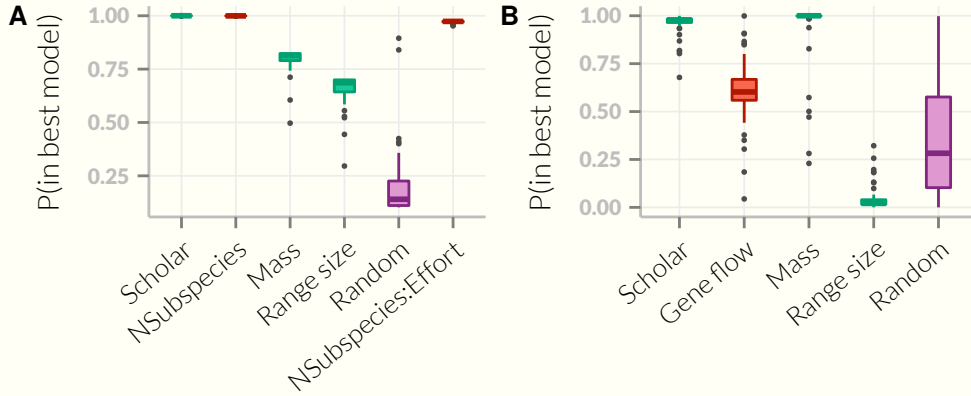 A
P(in best model)
1.00
0.75
0.50
0.25
Scholar
NSubspecies
Mass
Range size
Random
NSubspecies:Effort
B
P(in best model)
1.00
0.75
0.50
0.25
0.00
Scholar
Gene flow
Mass
Range size
Random